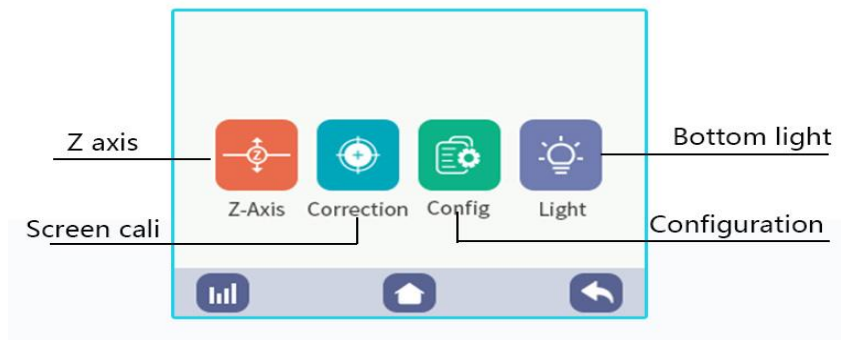 Z axis
Bottom light
Z
Z-Axis
Correction
Config
Light
Screen cali
Configuration